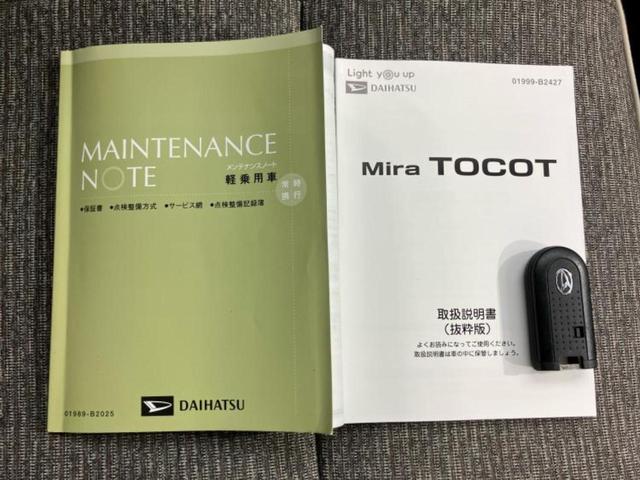 MAINTENANCE
NOTE
メンテナンスノート
軽乗用車
常時
携行
•保証書 •点検整備方式 •サービス網 •点検整備記録簿
01989-B2025
DAIHATSU
Light you up
DAIHATSU
01999-B2427
Mira TOCOT
取扱説明書
（抜粋版）
よくお読みになってご使用ください。
取扱説明書は車の中に保管しましょう。